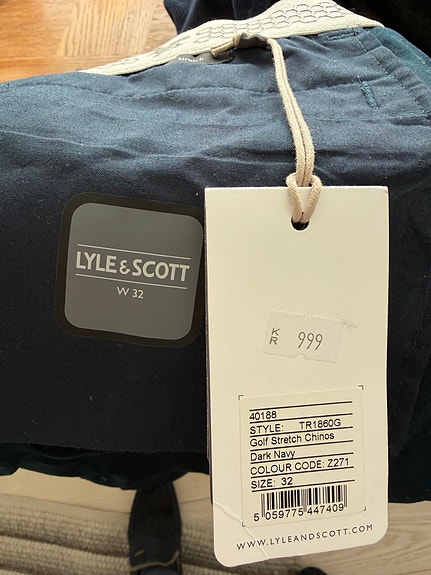 LYLE & SCOTT
W 32
KR 999
40188
STYLE: TR1860G
Golf Stretch Chinos
Dark Navy
COLOUR CODE: Z271
SIZE: 32
5 059775 447409
WWW.LYLEANDSCOTT.COM